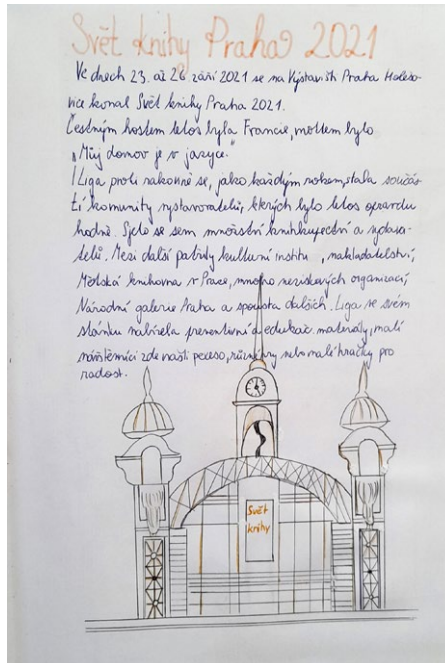 Svět knihy Praha 2021
Ve dnech 23. až 26 září 2021 se na Výstavišti Praha Holešo-
vice konal Svět knihy Praha 2021.
Čestným hostem letos byla Francie, mottem bylo
„Můj domov je v jazyce."
I Liga proti rakovině se, jako každým rokem, stala součás-
tí komunity vystavovatelů, kterých bylo letos opravdu
hodně. Sjelo se sem množství knihkupectví a vydava-
telů. Mezi další patřily kulturní institu , nakladatelství,
Městská knihovna v Praze, mnoho neziskových organizací,
Národní galerie Praha a spousta dalších. Liga ve svém
stánku nabízela preventivní a edukač. materiály, malí
návštěvníci zde našli pexeso, různé hry nebo malé hračky pro
radost.
Svět
knihy